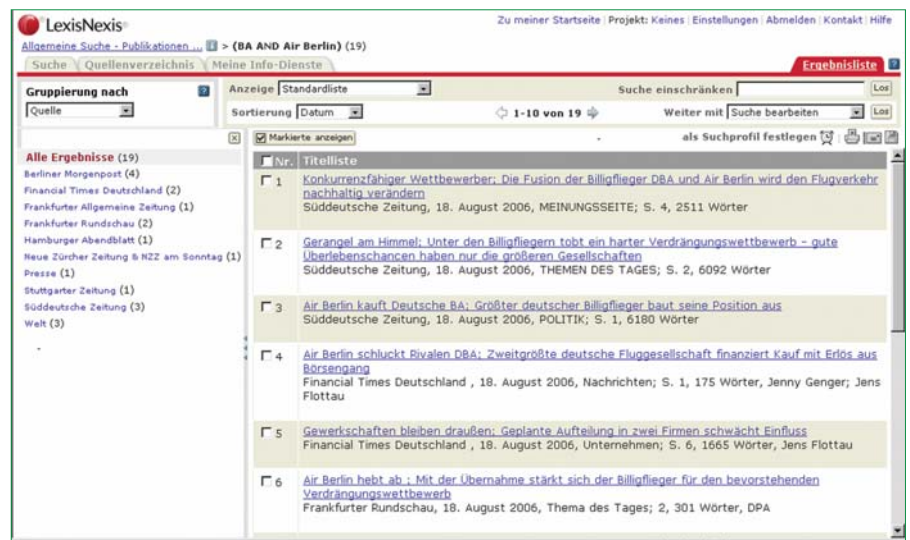 LexisNexis®
Zu meiner Startseite | Projekt: Keines | Einstellungen | Abmelden | Kontakt | Hilfe
Allgemeine Suche - Publikationen ... > (BA AND Air Berlin) (19)
Suche Quellenverzeichnis Meine Info-Dienste Ergebnisliste
Gruppierung nach
Quelle
Anzeige Standardliste Suche einschränken Los
Sortierung Datum 1-10 von 19 Weiter mit Suche bearbeiten Los
Markierte anzeigen - als Suchprofil festlegen
Alle Ergebnisse (19)
Berliner Morgenpost (4)
Financial Times Deutschland (2)
Frankfurter Allgemeine Zeitung (1)
Frankfurter Rundschau (2)
Hamburger Abendblatt (1)
Neue Zürcher Zeitung & NZZ am Sonntag (1)
Presse (1)
Stuttgarter Zeitung (1)
Süddeutsche Zeitung (3)
Welt (3)
-
Nr. Titelliste
1 Konkurrenzfähiger Wettbewerber; Die Fusion der Billigflieger DBA und Air Berlin wird den Flugverkehr
nachhaltig verändern
Süddeutsche Zeitung, 18. August 2006, MEINUNGSSEITE; S. 4, 2511 Wörter
2 Gerangel am Himmel; Unter den Billigfliegern tobt ein harter Verdrängungswettbewerb - gute
Überlebenschancen haben nur die größeren Gesellschaften
Süddeutsche Zeitung, 18. August 2006, THEMEN DES TAGES; S. 2, 6092 Wörter
3 Air Berlin kauft Deutsche BA; Größter deutscher Billigflieger baut seine Position aus
Süddeutsche Zeitung, 18. August 2006, POLITIK; S. 1, 6180 Wörter
4 Air Berlin schluckt Rivalen DBA; Zweitgrößte deutsche Fluggesellschaft finanziert Kauf mit Erlös aus
Börsengang
Financial Times Deutschland , 18. August 2006, Nachrichten; S. 1, 175 Wörter, Jenny Genger; Jens
Flottau
5 Gewerkschaften bleiben draußen; Geplante Aufteilung in zwei Firmen schwächt Einfluss
Financial Times Deutschland , 18. August 2006, Unternehmen; S. 6, 1665 Wörter, Jens Flottau
6 Air Berlin hebt ab ; Mit der Übernahme stärkt sich der Billigflieger für den bevorstehenden
Verdrängungswettbewerb
Frankfurter Rundschau, 18. August 2006, Thema des Tages; 2, 301 Wörter, DPA